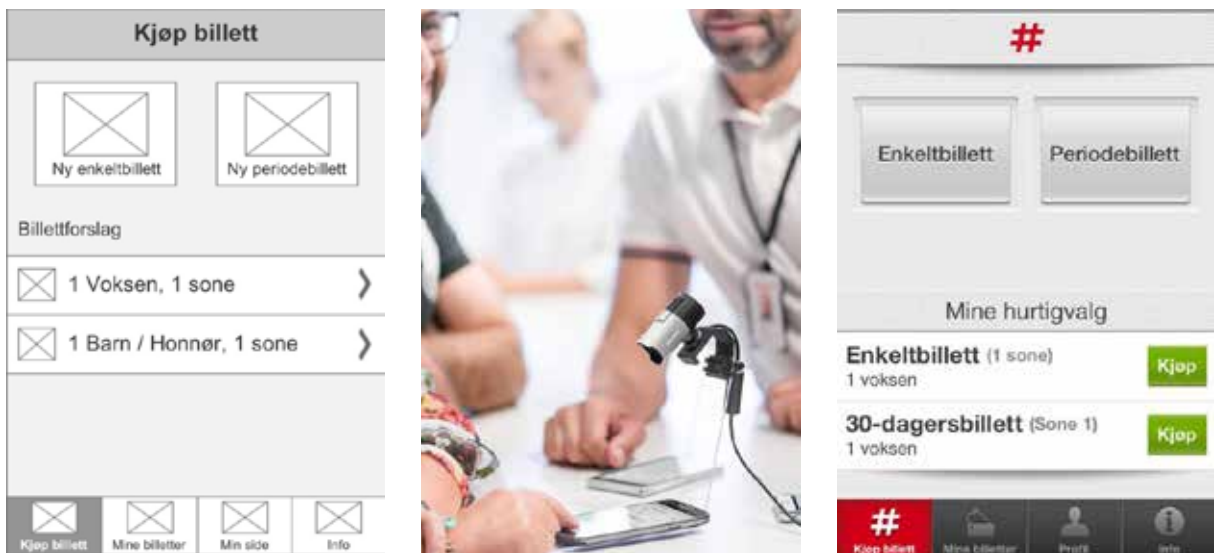 Kjøp billett
Ny enkeltbillett
Ny periodebillett
Billettforslag
1 Voksen, 1 sone
1 Barn / Honnør, 1 sone
Kjøp billett
Mine billetter
Min side
Info
#
Enkeltbillett
Periodebillett
Mine hurtigvalg
Enkeltbillett (1 sone)
1 voksen
Kjøp
30-dagersbillett (Sone 1)
1 voksen
Kjøp
#
Kjøp billett
Mine billetter
Profil
Info